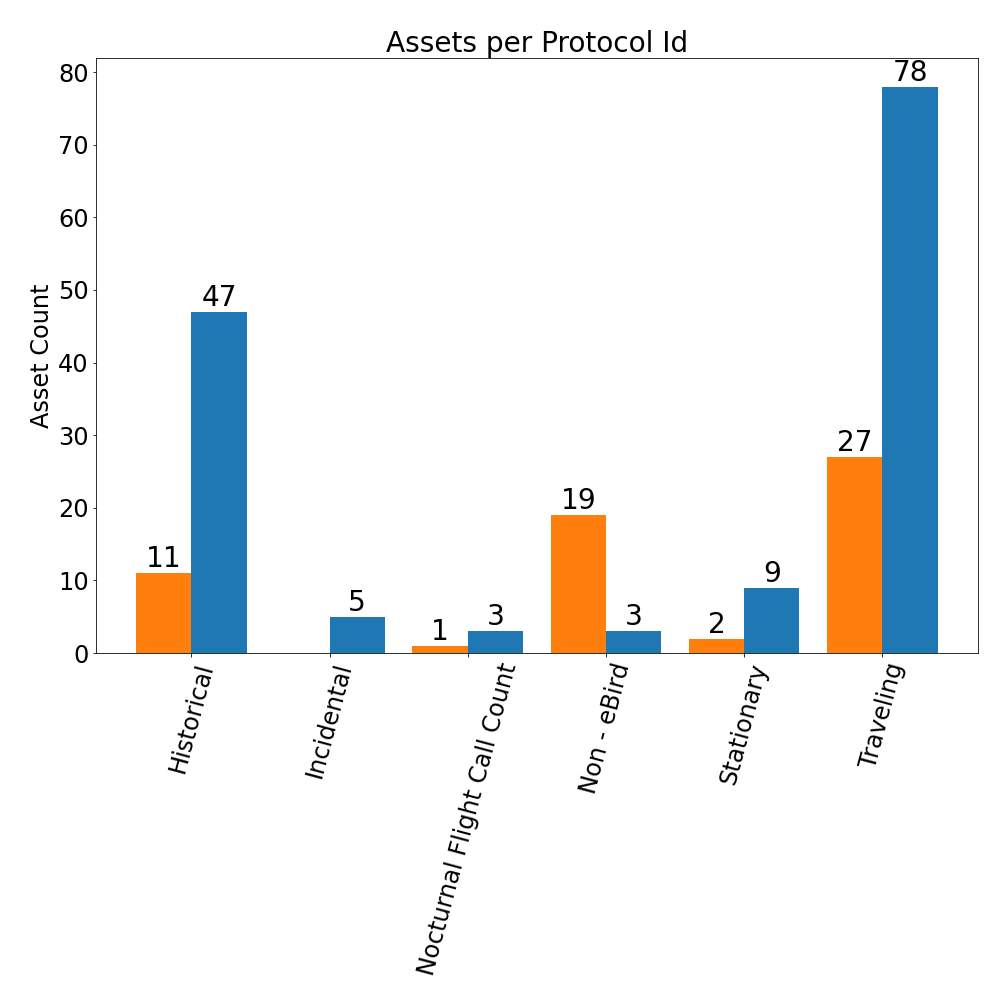 Assets per Protocol Id
Asset Count
80
70
60
50
40
30
20
10
0
11
47
5
1
3
19
3
2
9
27
78
Historical
Incidental
Nocturnal Flight Call Count
Non - eBird
Stationary
Traveling